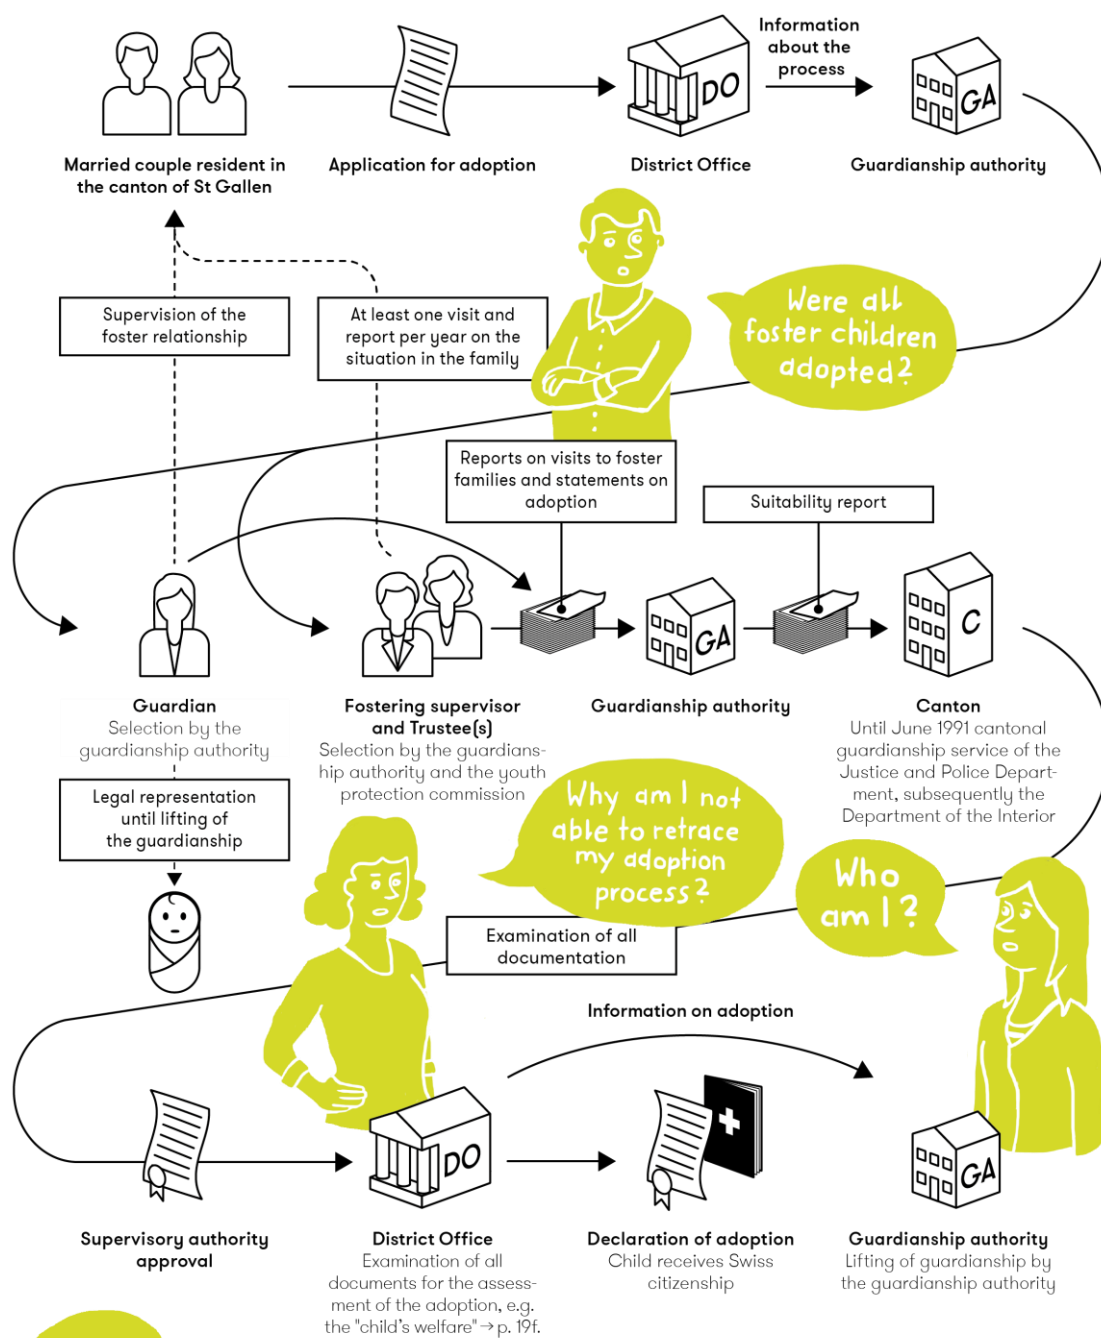 Information
about the
process
DO
GA
Married couple resident in
the canton of St Gallen
Application for adoption
District Office
Guardianship authority
Supervision of the
foster relationship
At least one visit and
report per year on the
situation in the family
Were all
foster children
adopted?
Reports on visits to foster
families and statements on
adoption
Suitability report
GA
C
Guardian
Selection by the
guardianship authority
Fostering supervisor
and Trustee(s)
Selection by the guardians-
hip authority and the youth
protection commission
Guardianship authority
Canton
Until June 1991 cantonal
guardianship service of the
Justice and Police Depart-
ment, subsequently the
Department of the Interior
Legal representation
until lifting of
the guardianship
Why am I not
able to retrace
my adoption
process?
Who
am I?
Examination of all
documentation
Information on adoption
DO
GA
Supervisory authority
approval
District Office
Examination of all
documents for the assess-
ment of the adoption, e.g.
the "child's welfare" → p. 19f.
Declaration of adoption
Child receives Swiss
citizenship
Guardianship authority
Lifting of guardianship by
the guardianship authority